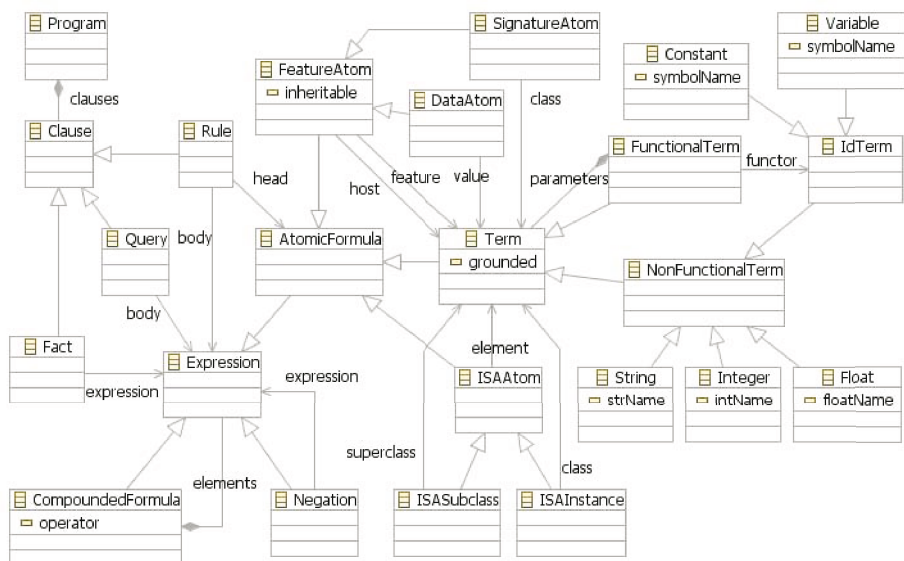 Program
SignatureAtom
Variable
symbolName
FeatureAtom
inheritable
Constant
symbolName
DataAtom
clauses
class
Clause
Rule
FunctionalTerm
functor
IdTerm
head
host
feature
value
parameters
Query
body
AtomicFormula
Term
grounded
NonFunctionalTerm
body
Fact
expression
Expression
expression
element
ISAAtom
String
strName
Integer
intName
Float
floatName
superclass
class
elements
CompoundedFormula
operator
Negation
ISASubclass
ISAInstance